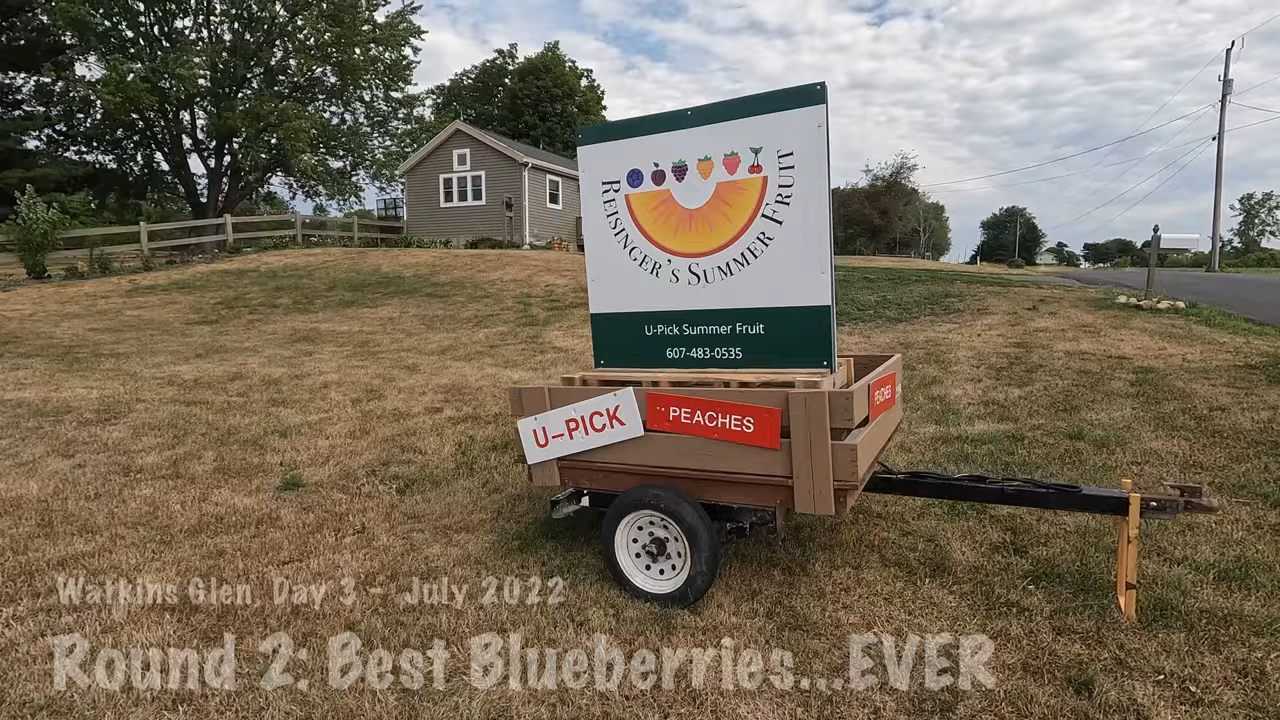 REISINGER'S SUMMER FRUIT
U-Pick Summer Fruit
607-483-0535
U-PICK
PEACHES
PEACHES
Watkins Glen, Day 3 - July 2022
Round 2: Best Blueberries...EVER